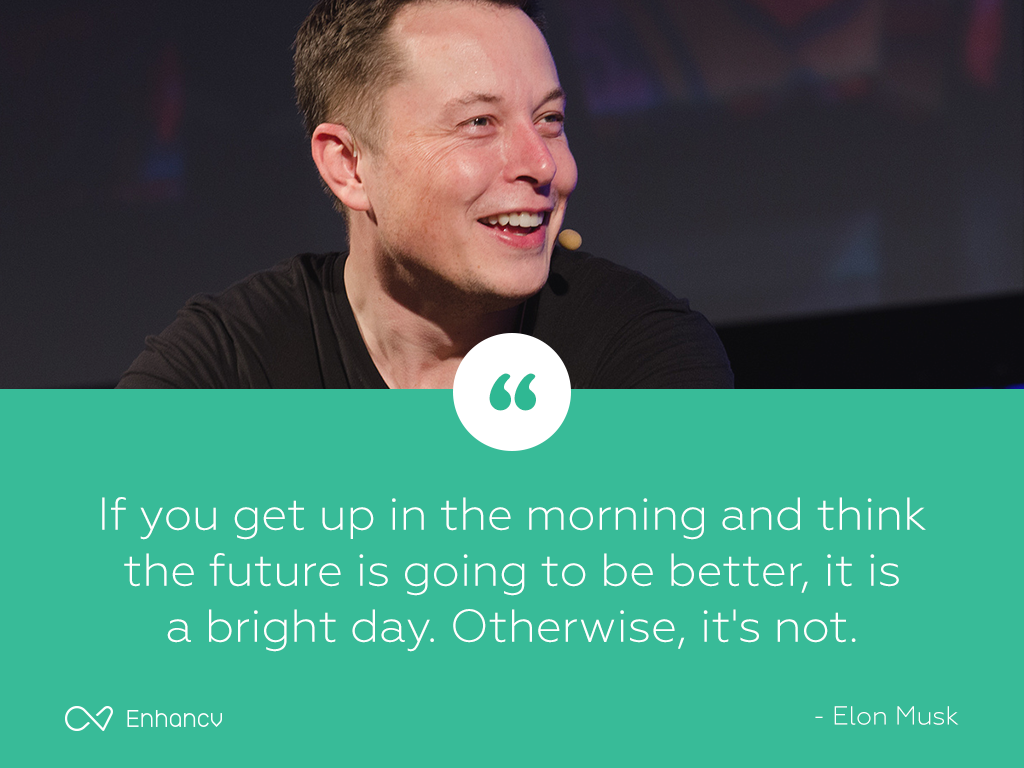 “
If you get up in the morning and think
the future is going to be better, it is
a bright day. Otherwise, it's not.
Enhancv
- Elon Musk